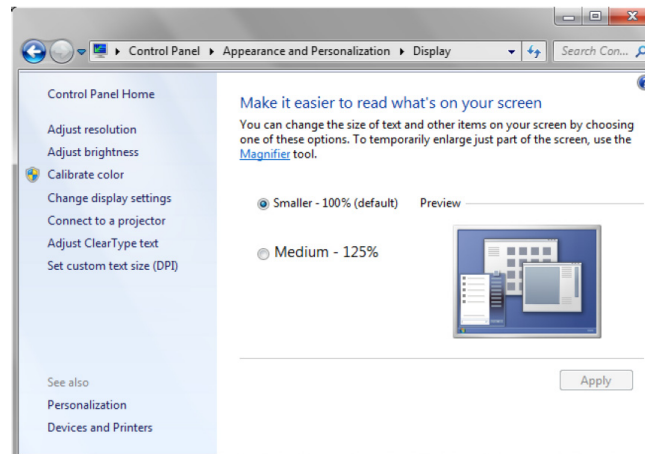 Control Panel Appearance and Personalization Display
Search Con...
Control Panel Home
Adjust resolution
Adjust brightness
Calibrate color
Change display settings
Connect to a projector
Adjust ClearType text
Set custom text size (DPI)
See also
Personalization
Devices and Printers
Make it easier to read what's on your screen
You can change the size of text and other items on your screen by choosing
one of these options. To temporarily enlarge just part of the screen, use the
Magnifier tool.
Smaller - 100% (default) Preview
Medium - 125%
Apply